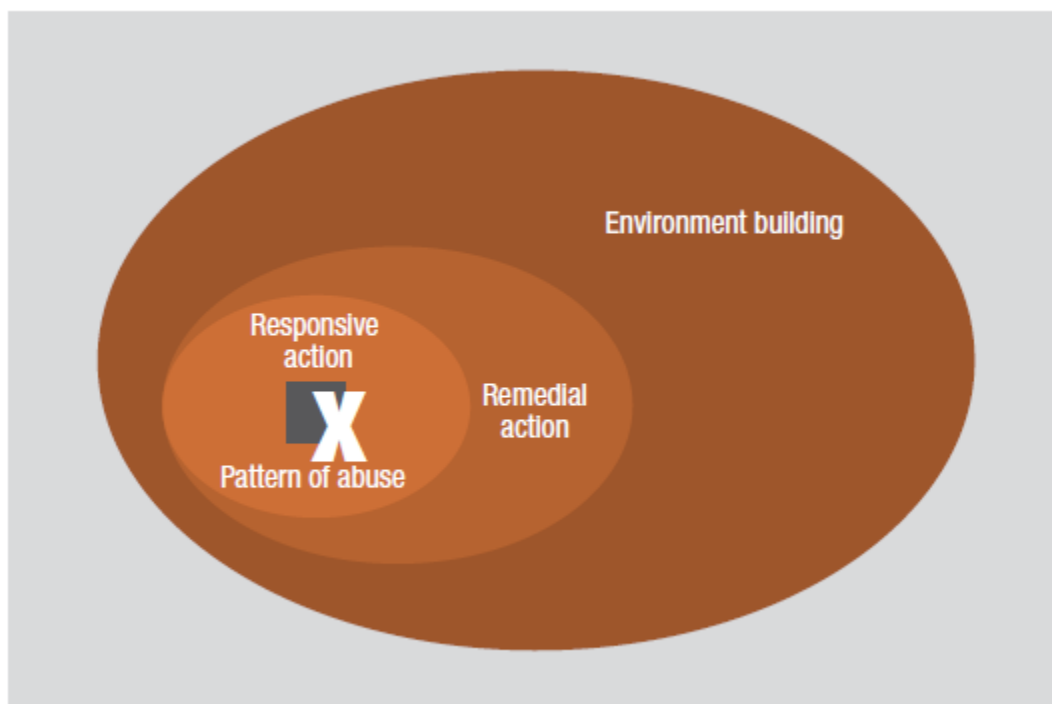 Environment building
Responsive
action
Remedial
action
X
Pattern of abuse